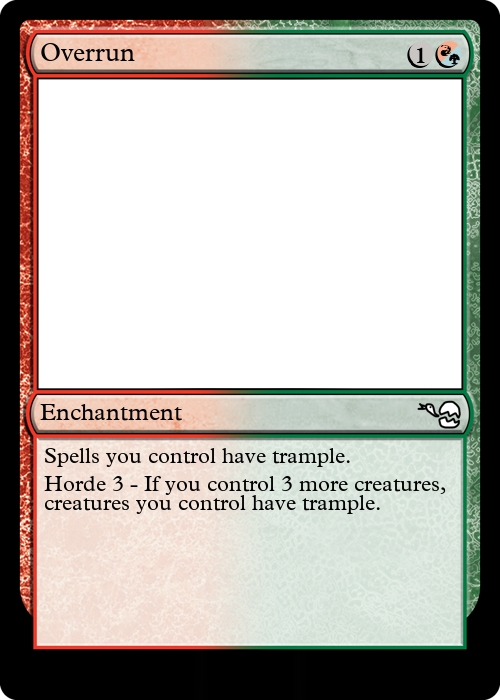 Overrun 1
Enchantment
Spells you control have trample.
Horde 3 - If you control 3 more creatures,
creatures you control have trample.